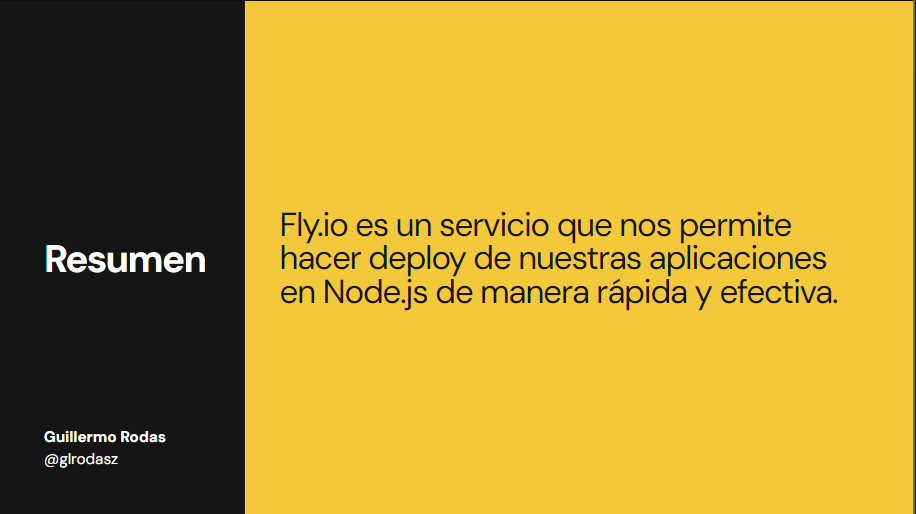 Resumen
Guillermo Rodas
@glrodasz
Fly.io es un servicio que nos permite
hacer deploy de nuestras aplicaciones
en Node.js de manera rápida y efectiva.